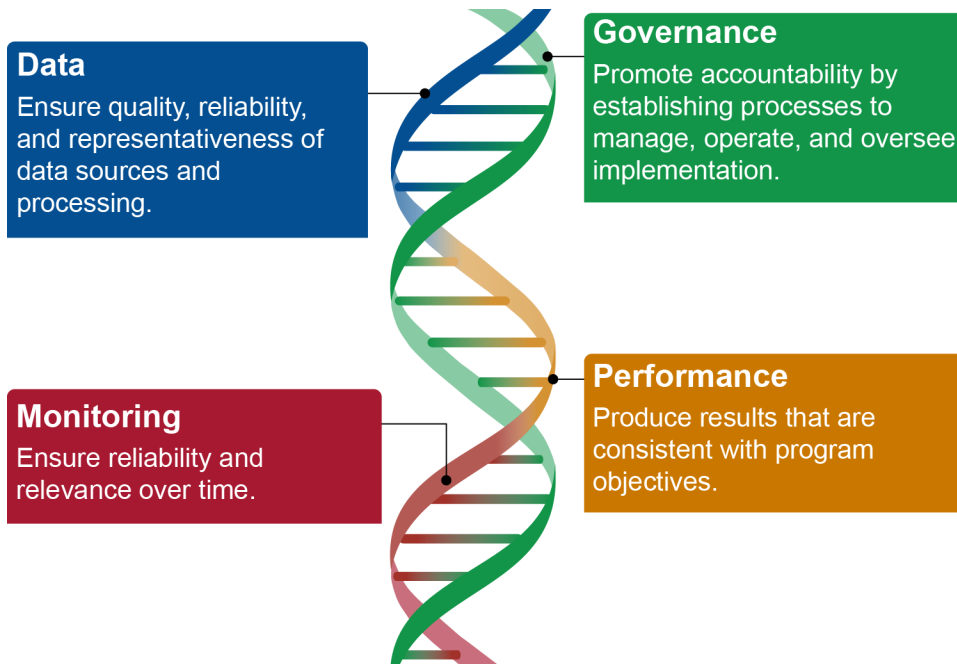 Data
Ensure quality, reliability,
and representativeness of
data sources and
processing.
Governance
Promote accountability by
establishing processes to
manage, operate, and oversee
implementation.
Monitoring
Ensure reliability and
relevance over time.
Performance
Produce results that are
consistent with program
objectives.